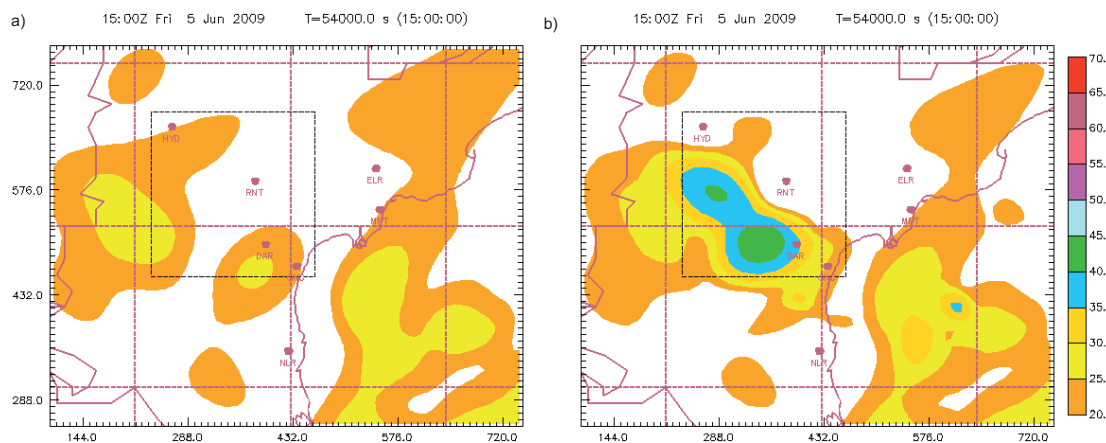 a) 15:00Z Fri 5 Jun 2009 T=54000.0 s (15:00:00)
720.0
576.0
432.0
288.0
144.0 288.0 432.0 576.0 720.0
HYD
RNT
ELR
DAR
NLR
b) 15:00Z Fri 5 Jun 2009 T=54000.0 s (15:00:00)
720.0
576.0
432.0
288.0
144.0 288.0 432.0 576.0 720.0
HYD
RNT
ELR
DAR
NLR
70.
65.
60.
55.
50.
45.
40.
35.
30.
25.
20.